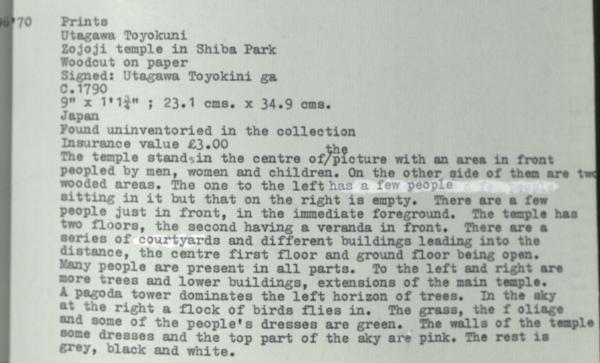 6'70 Prints
Utagawa Toyokuni
Zojoji temple in Shiba Park
Woodcut on paper
Signed: Utagawa Toyokini ga
C.1790
9" x 1'1¾" ; 23.1 cms. x 34.9 cms.
Japan
Found uninventoried in the collection
Insurance value £3.00
The temple stands in the centre of/the picture with an area in front
peopled by men, women and children. On the other side of them are two
wooded areas. The one to the left has a few people
sitting in it but that on the right is empty. There are a few
people just in front, in the immediate foreground. The temple has
two floors, the second having a veranda in front. There are a
series of courtyards and different buildings leading into the
distance, the centre first floor and ground floor being open.
Many people are present in all parts. To the left and right are
more trees and lower buildings, extensions of the main temple.
A pagoda tower dominates the left horizon of trees. In the sky
at the right a flock of birds flies in. The grass, the f oliage
and some of the people's dresses are green. The walls of the temple
some dresses and the top part of the sky are pink. The rest is
grey, black and white.